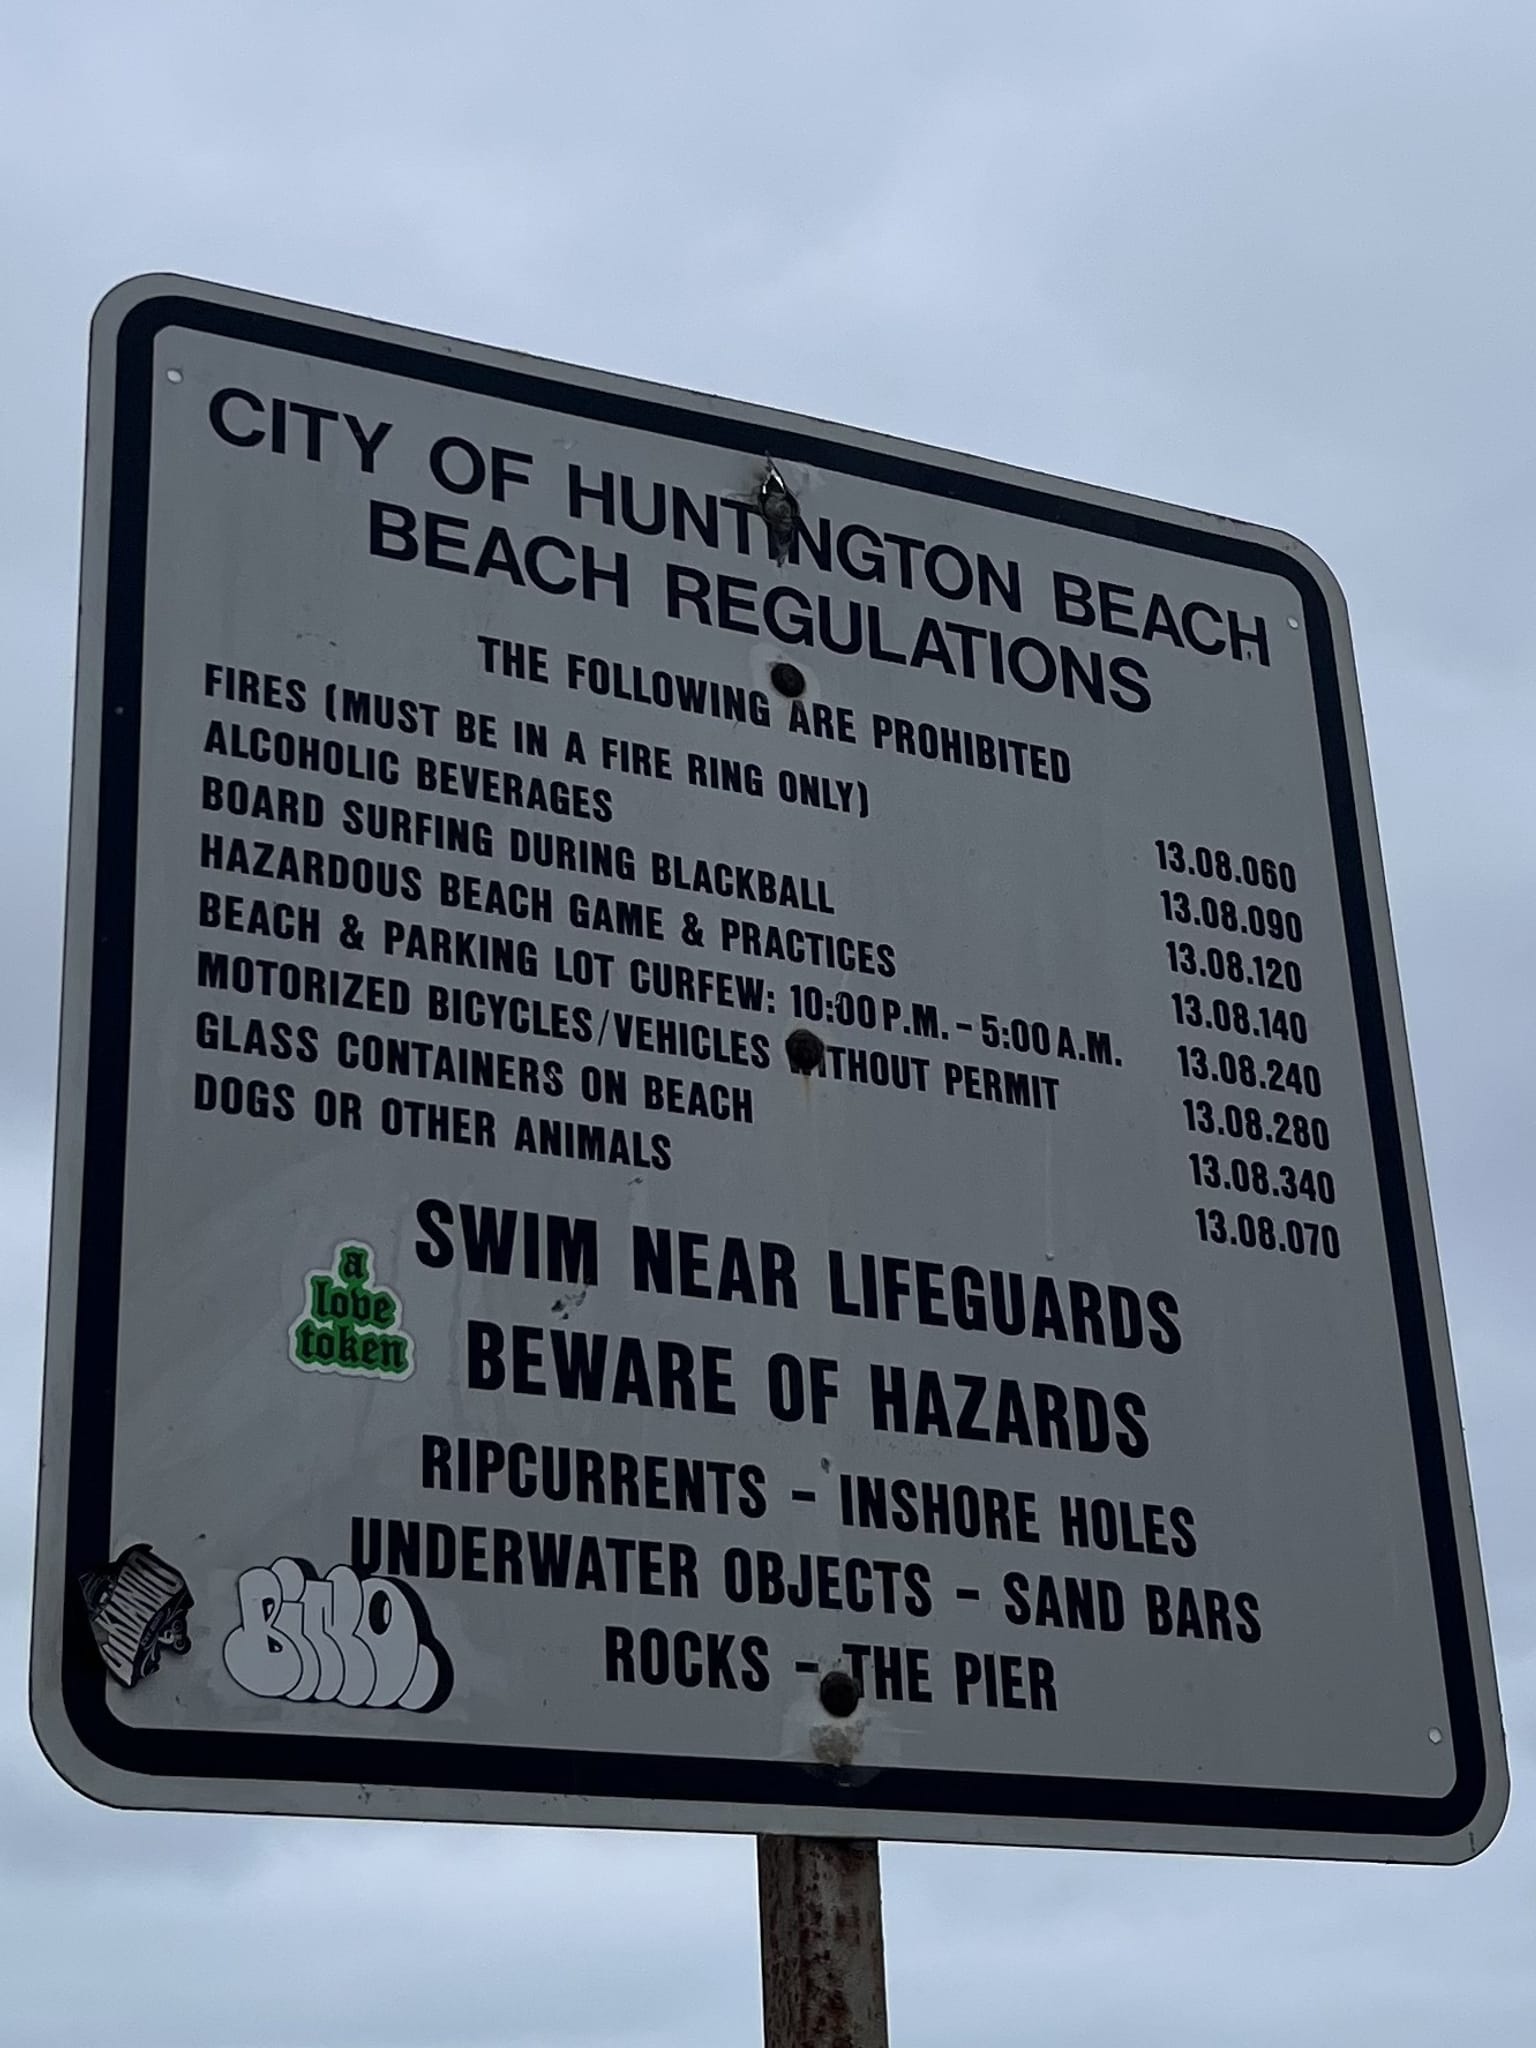 CITY OF HUNTINGTON BEACH
BEACH REGULATIONS
THE FOLLOWING ARE PROHIBITED
FIRES (MUST BE IN A FIRE RING ONLY) 13.08.060
ALCOHOLIC BEVERAGES 13.08.090
BOARD SURFING DURING BLACKBALL 13.08.120
HAZARDOUS BEACH GAME & PRACTICES 13.08.140
BEACH & PARKING LOT CURFEW: 10:00 P.M. - 5:00 A.M. 13.08.240
MOTORIZED BICYCLES/VEHICLES WITHOUT PERMIT 13.08.280
GLASS CONTAINERS ON BEACH 13.08.340
DOGS OR OTHER ANIMALS 13.08.070
SWIM NEAR LIFEGUARDS
a
love
token
BEWARE OF HAZARDS
RIPCURRENTS - INSHORE HOLES
UNDERWATER OBJECTS - SAND BARS
ROCKS - THE PIER